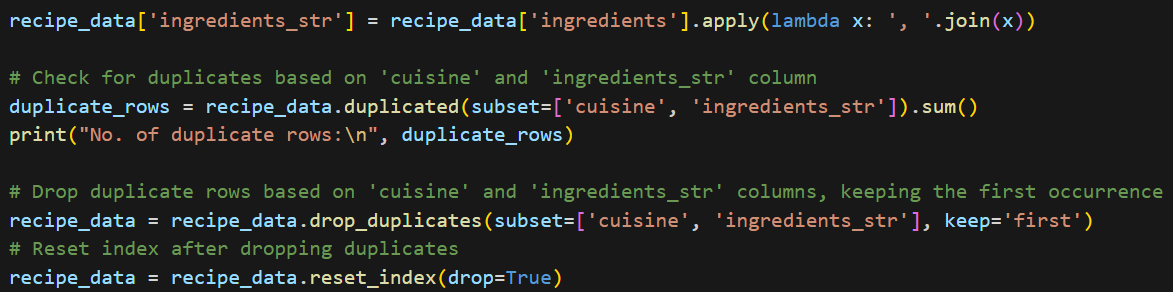 recipe_data['ingredients_str'] = recipe_data['ingredients'].apply(lambda x: ', '.join(x))
# Check for duplicates based on 'cuisine' and 'ingredients_str' column
duplicate_rows = recipe_data.duplicated(subset=['cuisine', 'ingredients_str']).sum()
print("No. of duplicate rows:\n", duplicate_rows)
# Drop duplicate rows based on 'cuisine' and 'ingredients_str' columns, keeping the first occurrence
recipe_data = recipe_data.drop_duplicates(subset=['cuisine', 'ingredients_str'], keep='first')
# Reset index after dropping duplicates
recipe_data = recipe_data.reset_index(drop=True)